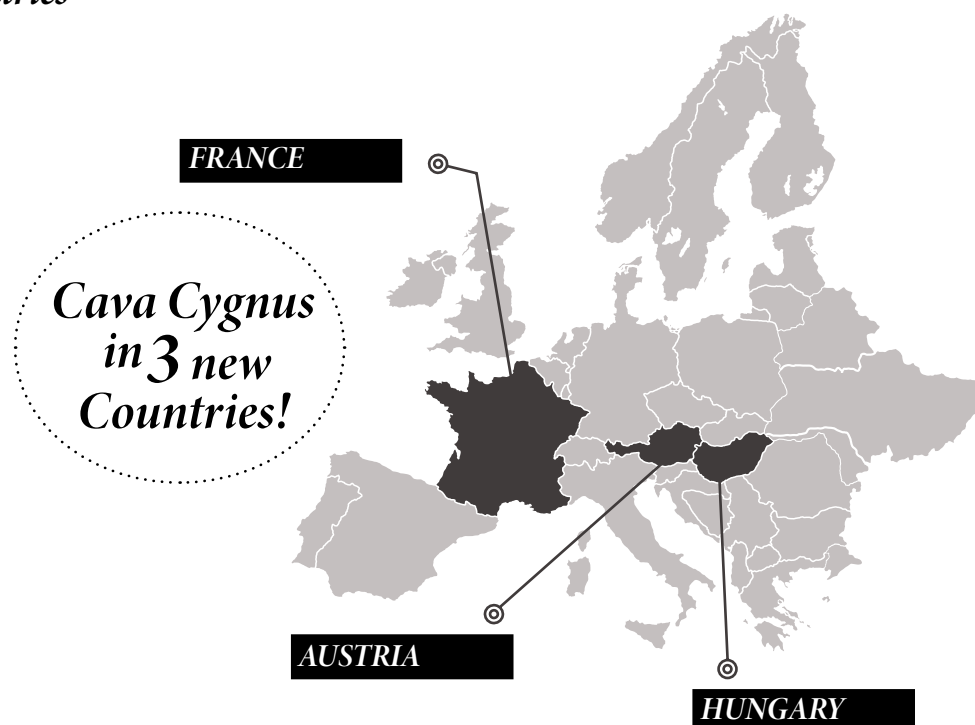 FRANCE
Cava Cygnus
in 3 new
Countries!
AUSTRIA
HUNGARY